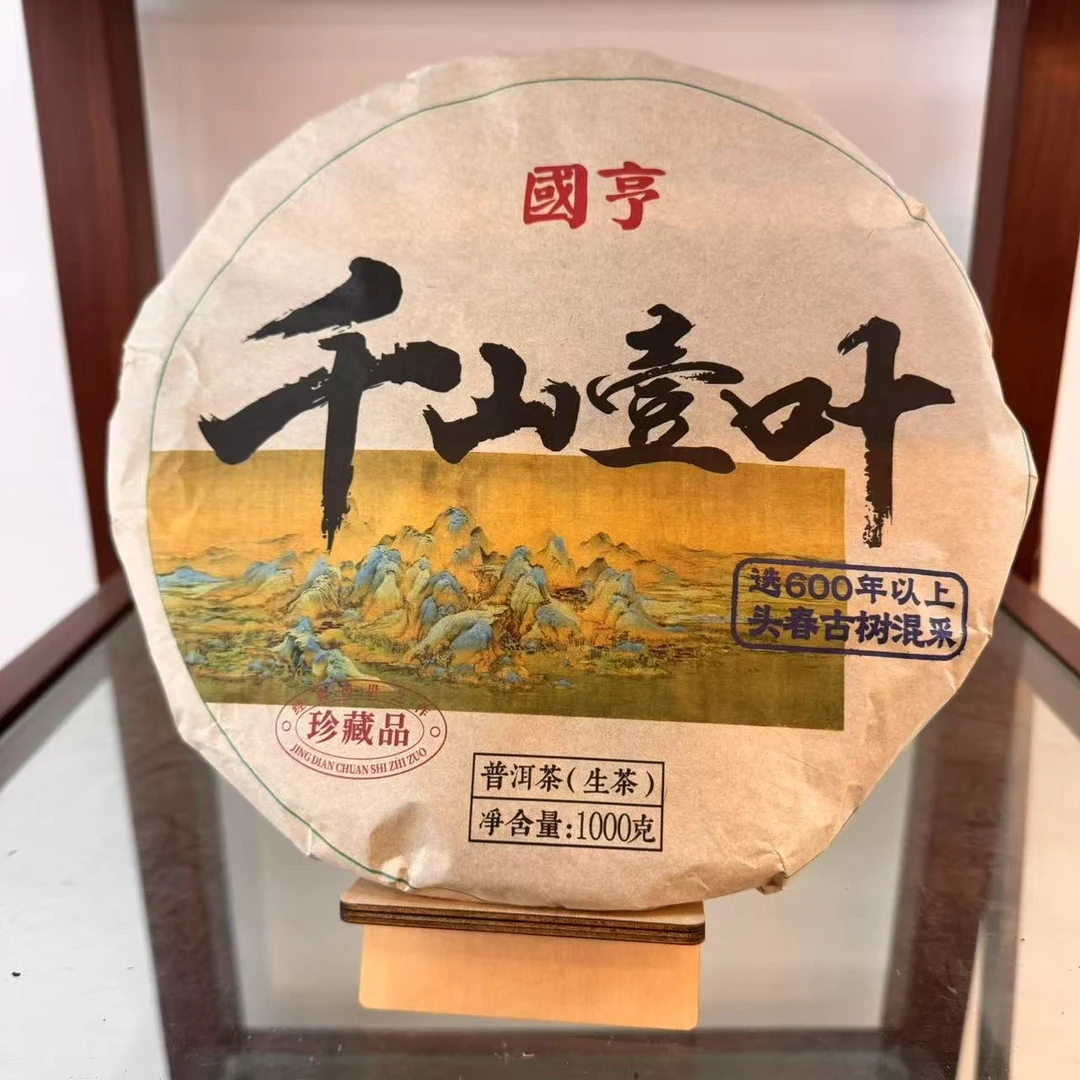 國亨
千山壹叶
选600年以上
头春古树混采
珍藏品
JING DIAN CHUAN SHI ZHI ZUO
普洱茶(生茶)
净含量:1000克